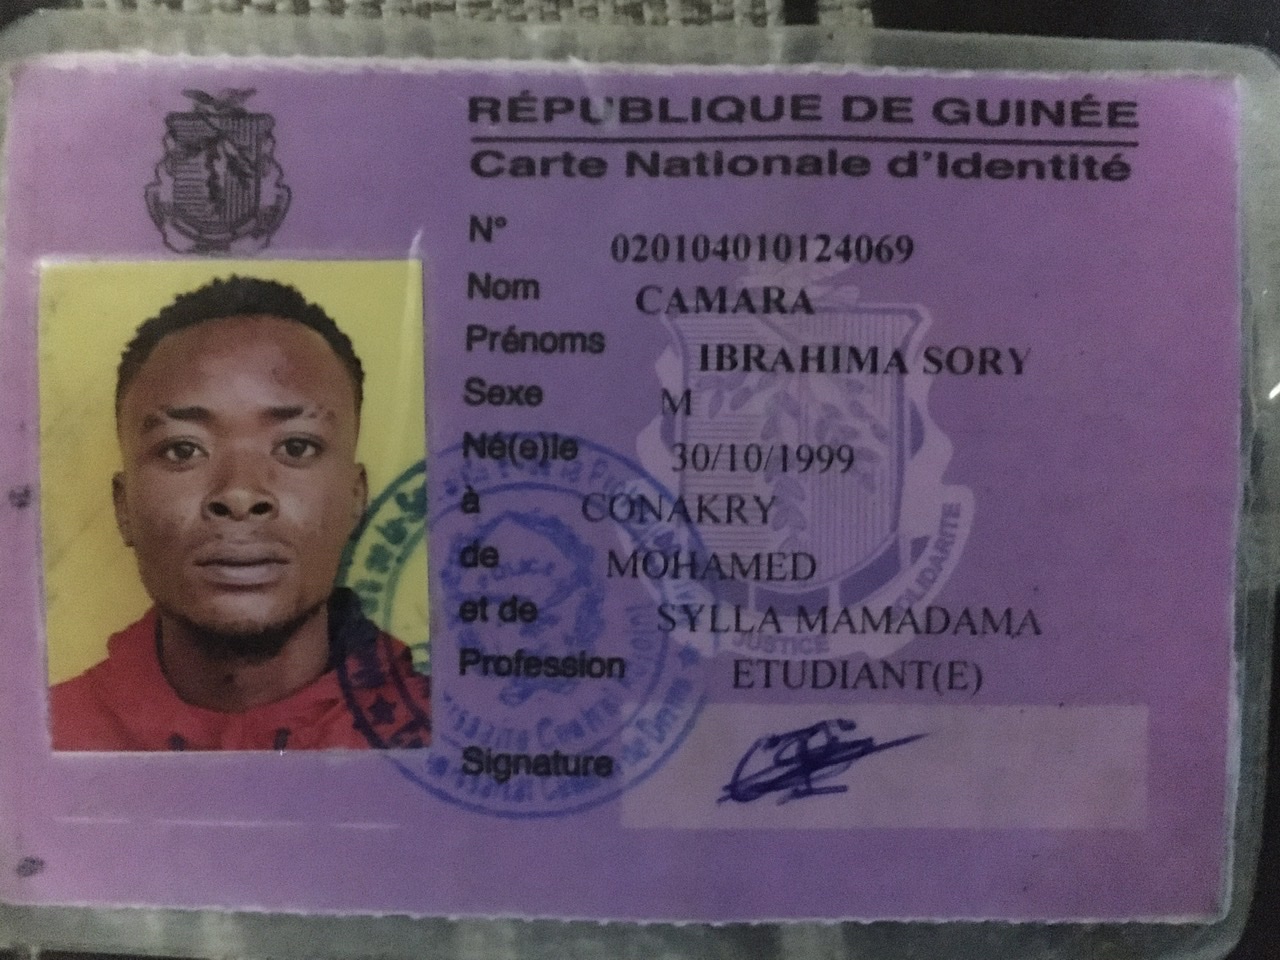 RÉPUBLIQUE DE GUINÉE
Carte Nationale d'Identité
N° 020104010124069
Nom CAMARA
Prénoms IBRAHIMA SORY
Sexe M
Né(e)le 30/10/1999
à CONAKRY
de MOHAMED
et de SYLLA MAMADAMA
Profession ETUDIANT(E)
Signature
JUSTICE